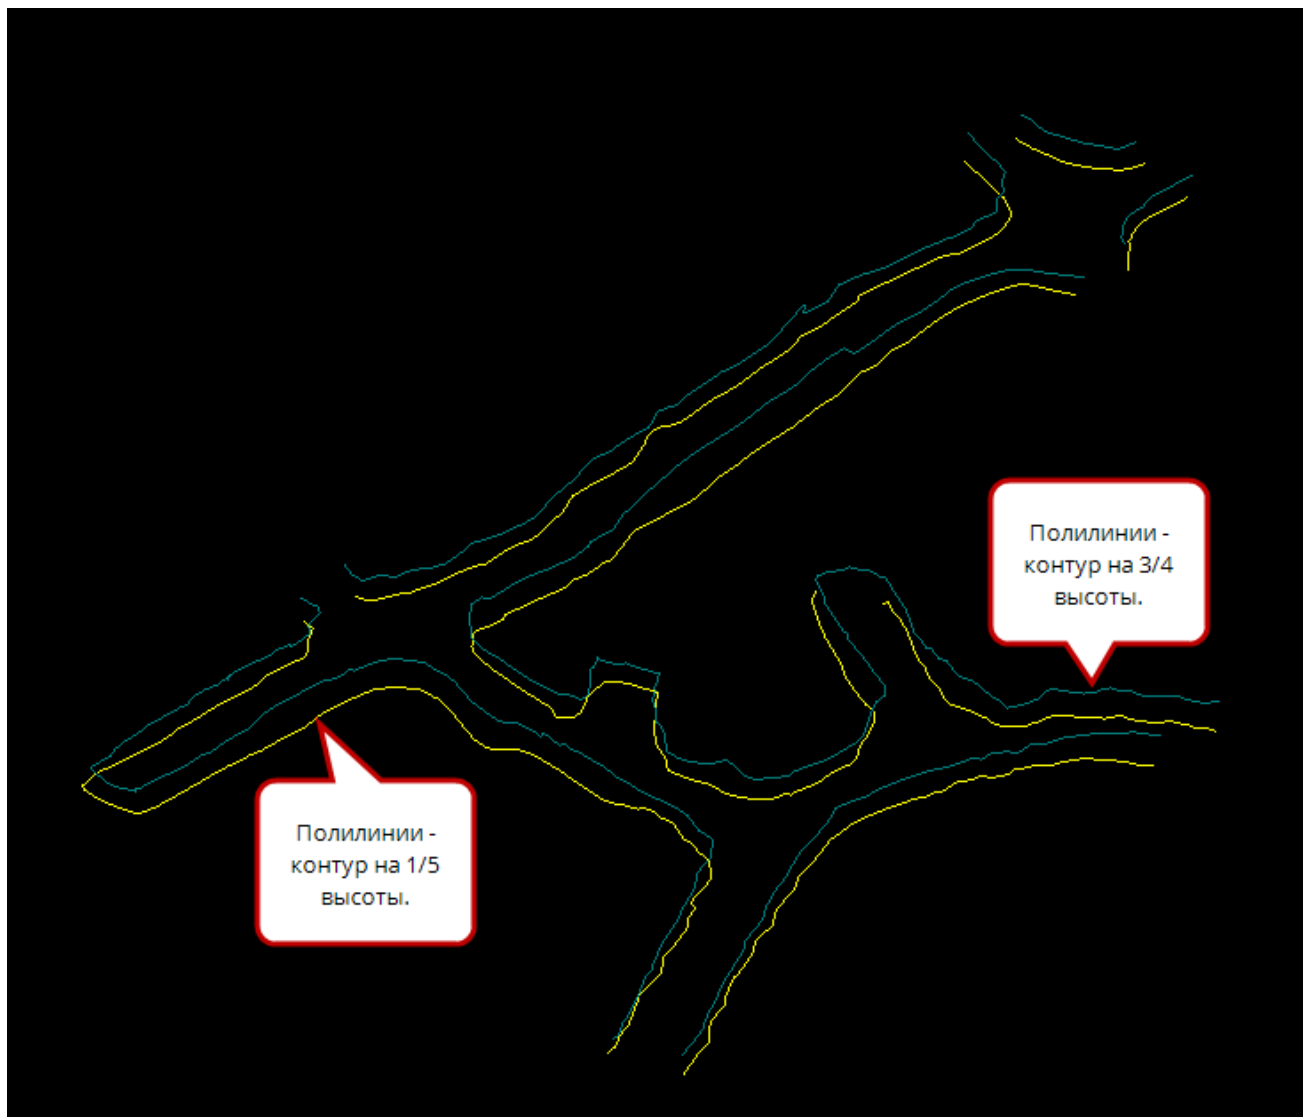 Полилинии -
контур на 3/4
высоты.
Полилинии -
контур на 1/5
высоты.